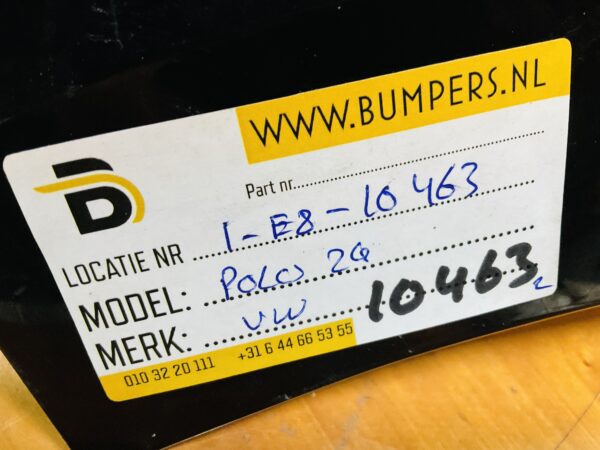 WWW.BUMPERS.NL
B
Part nr.
LOCATIE NR 1-E8-10463
MODEL: POLO 2G
MERK: VW 10463
010 32 20 111 +31 6 44 66 53 55